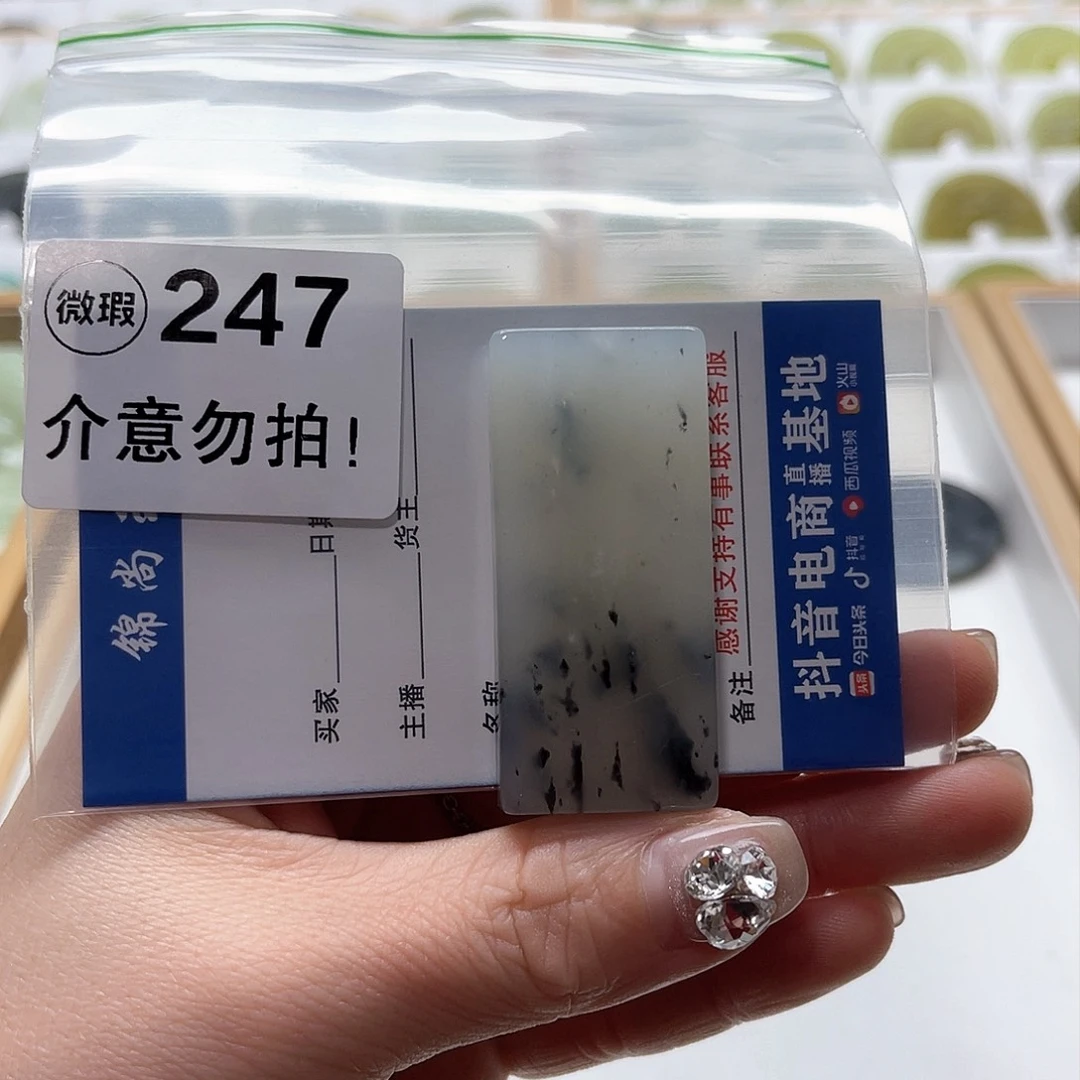 微瑕 247
介意勿拍!
锦尚
买家
日期
主播
货主
名称
感谢支持有事联系客服
备注
抖音电商直播基地
头条 今日头条 抖音 西瓜视频 火山